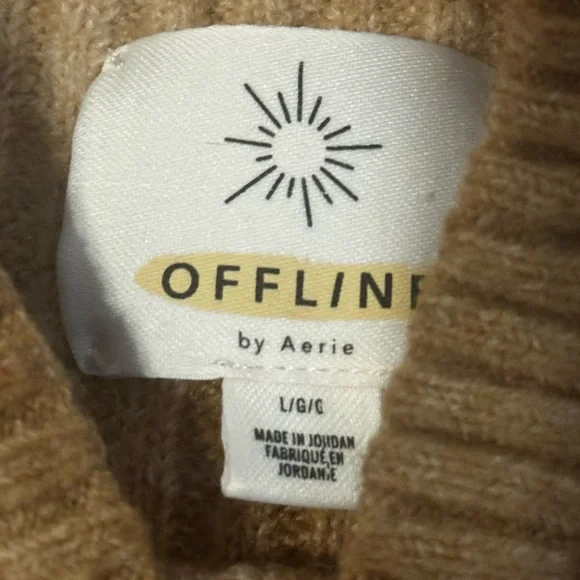 OFFLINE
by Aerie
L/G/G
MADE IN JORDAN
FABRIQUÉ EN
JORDANIE